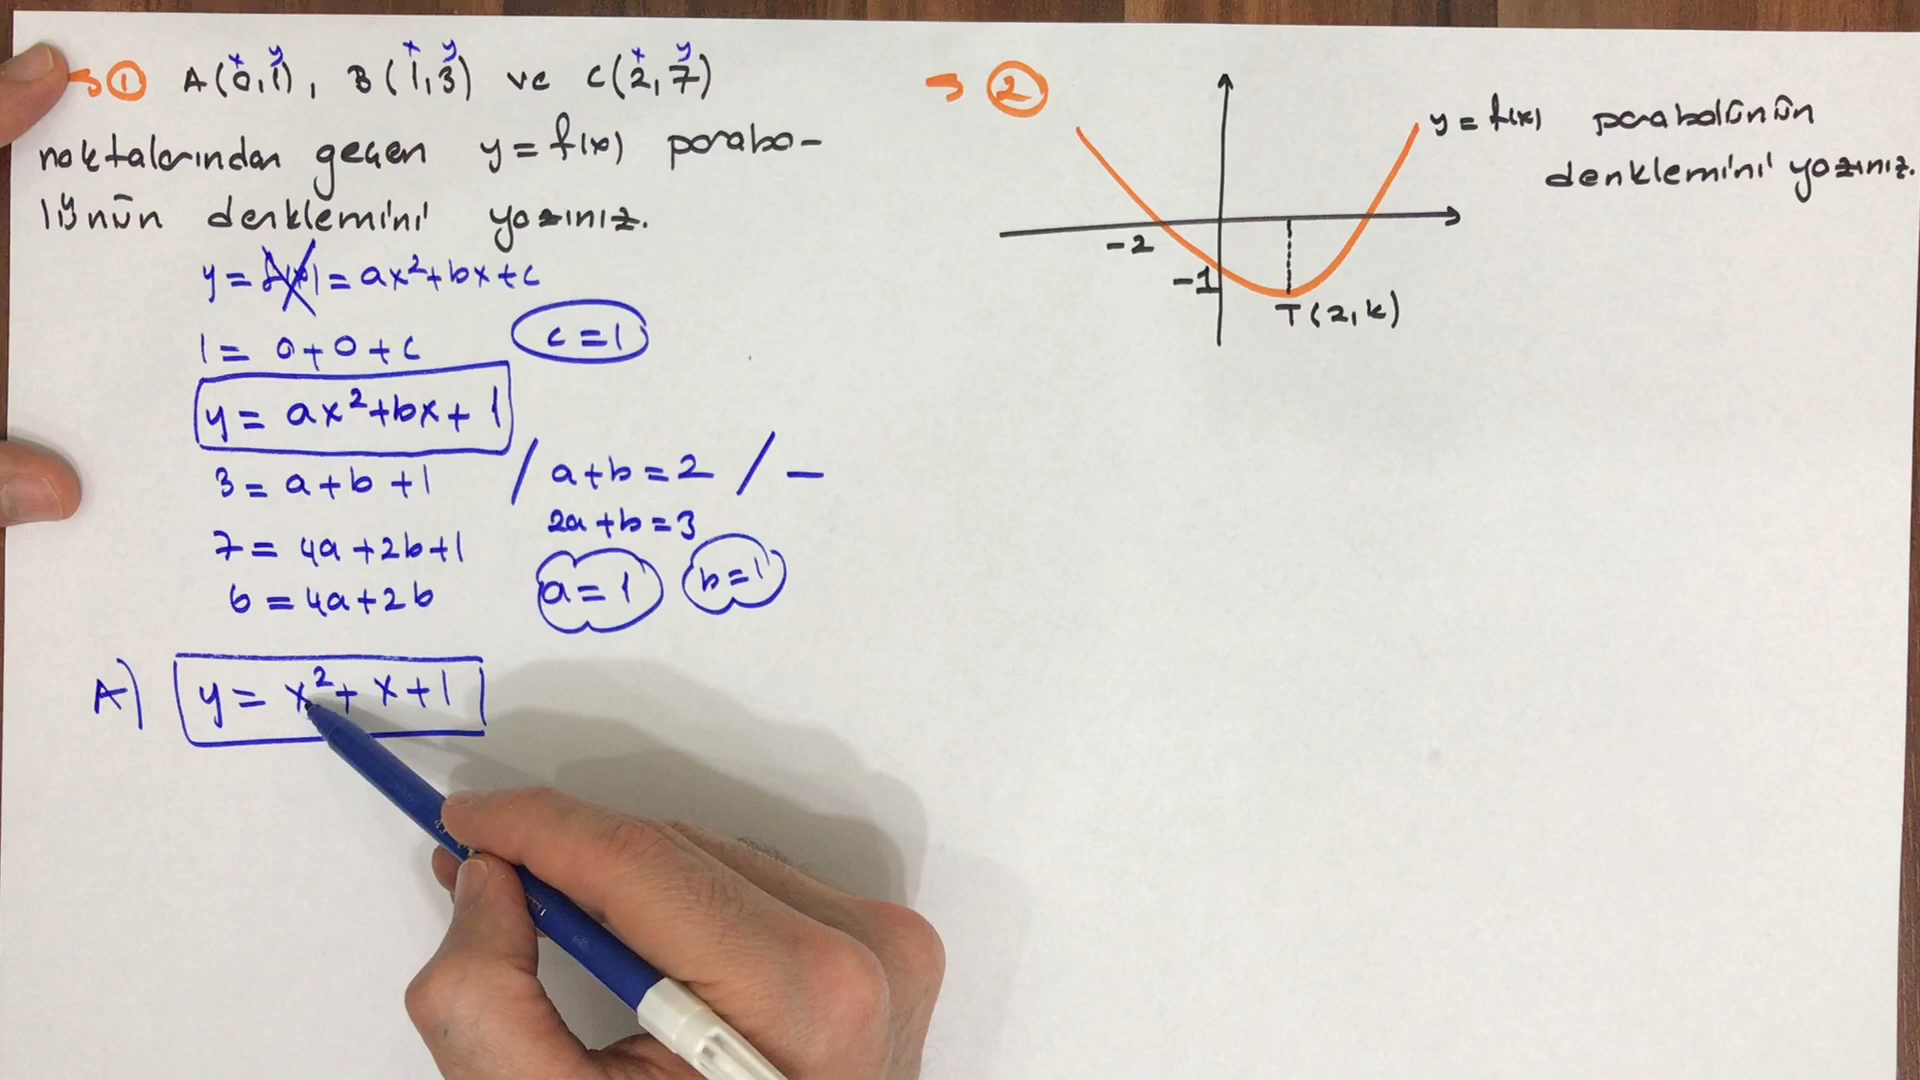 → ① A(0,1), B(1,3) ve C(2,7)
x y x y x y
noktalarından geçen y=f(x) parabo-
lünün denklemini yazınız.
y = f(x) = ax²+bx+c
1 = 0+0+c
c=1
y = ax²+bx+1
3 = a+b+1
/ a+b=2 / −
7 = 4a+2b+1
2a+b=3
6 = 4a+2b
a=1
b=1
A) y = x²+x+1
→ ②
y=f(x) parabolünün
denklemini yazınız.
-2
-1
T(2,k)